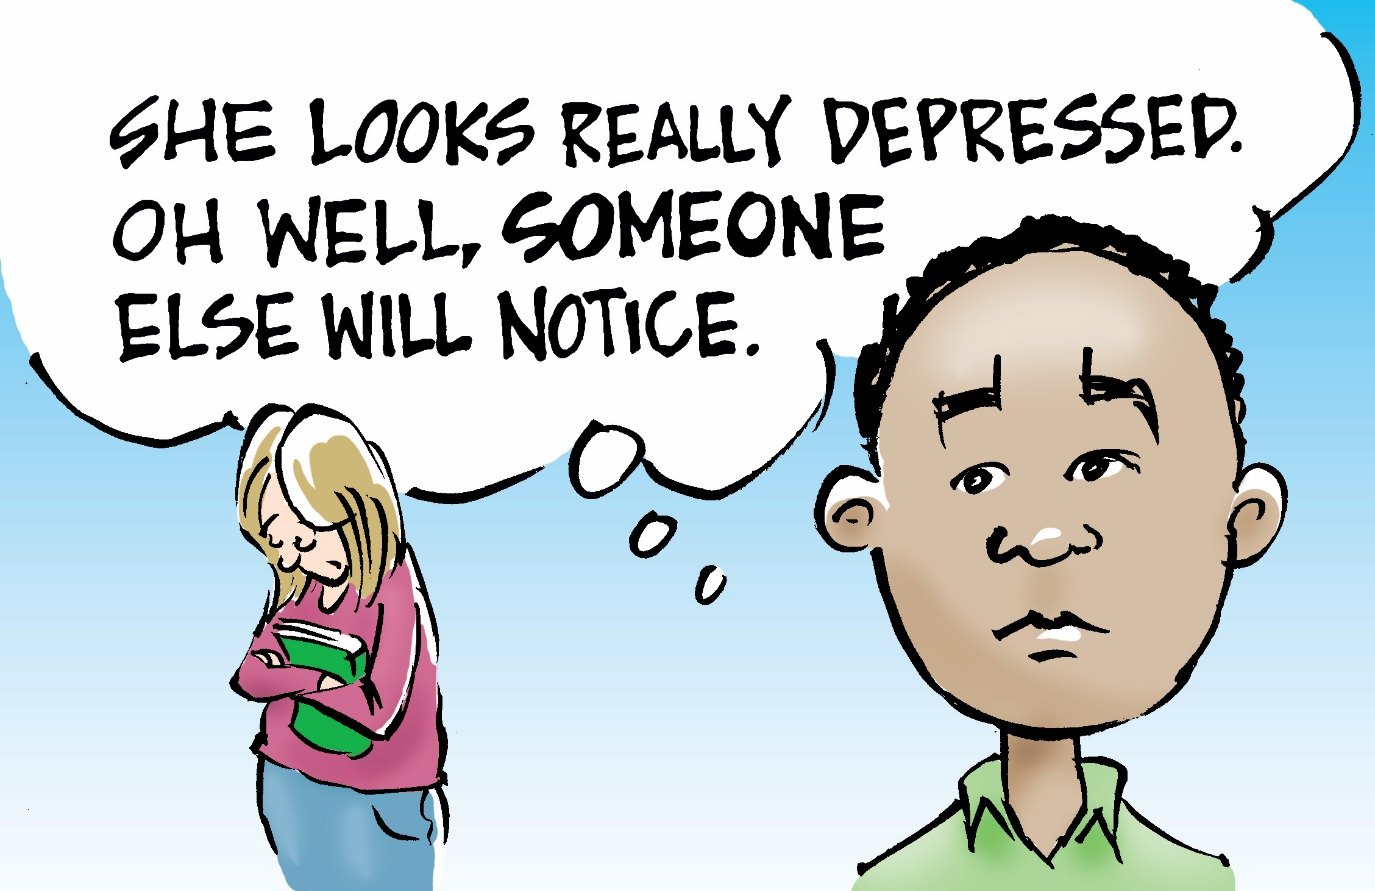 SHE LOOKS REALLY DEPRESSED.
OH WELL, SOMEONE
ELSE WILL NOTICE.